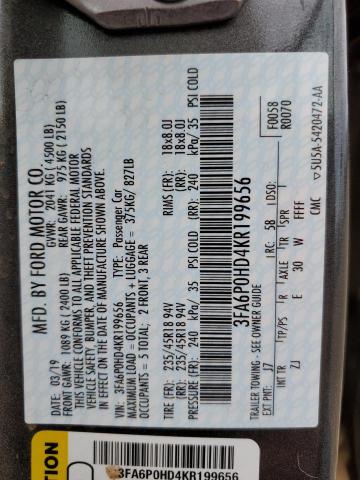 MFD. BY FORD MOTOR CO.
03/19 GVWR: 2041 KG ( 4500 LB)
FRONT GAWR: 1089 KG ( 2400 LB) REAR GAWR: 975 KG ( 2150 LB)
THIS VEHICLE CONFORMS TO ALL APPLICABLE FEDERAL MOTOR
VEHICLE SAFETY, BUMPER, AND THEFT PREVENTION STANDARDS
IN EFFECT ON THE DATE OF MANUFACTURE SHOWN ABOVE.
VIN: 3FA6P0HD4KR199656 TYPE: Passenger Car
MAXIMUM LOAD=OCCUPANTS + LUGGAGE = 375KG/ 827LB
OCCUPANTS = 5 TOTAL; 2 FRONT, 3 REAR
TIRE (FR): 235/45R18 94V RIMS (FR): 18x8.0J
TIRE (RR): 235/45R18 94V (RR): 18x8.0J
PRESSURE (FR): 240 kPa/ 35 PSI COLD (RR): 240 kPa/ 35 PSI COLD
3FA6P0HD4KR199656
TRAILER TOWING - SEE OWNER GUIDE
F0058
R0070
EXT PNT: J7 RC: 58 DSO:
INT TR TP/PS R AXLE TR SPR
ZJ E 30 W FFFF
CMC 5U5A-5420472-AA
TION
3FA6P0HD4KR199656